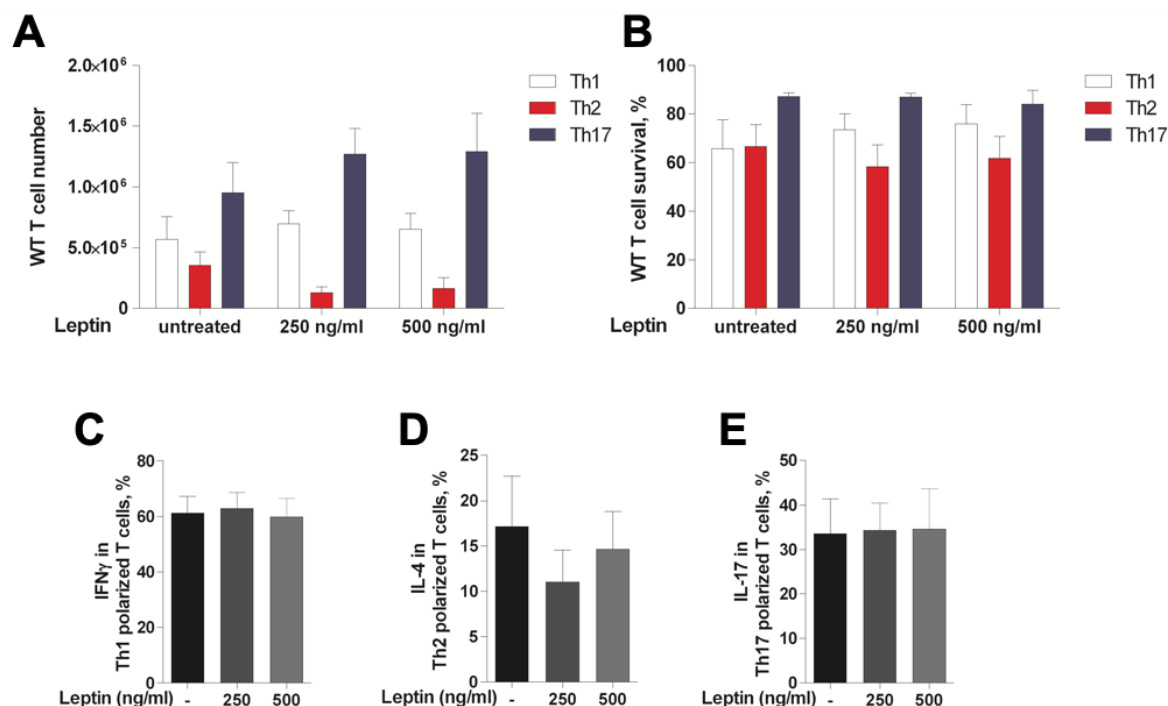 A
WT T cell number
2.0×10⁶
1.5×10⁶
1.0×10⁶
5.0×10⁵
0
Th1
Th2
Th17
Leptin
untreated
250 ng/ml
500 ng/ml
B
WT T cell survival, %
100
80
60
40
20
0
Th1
Th2
Th17
Leptin
untreated
250 ng/ml
500 ng/ml
C
IFNγ in
Th1 polarized T cells, %
80
60
40
20
0
Leptin (ng/ml)
-
250
500
D
IL-4 in
Th2 polarized T cells, %
25
20
15
10
5
0
Leptin (ng/ml)
-
250
500
E
IL-17 in
Th17 polarized T cells, %
50
40
30
20
10
0
Leptin (ng/ml)
-
250
500